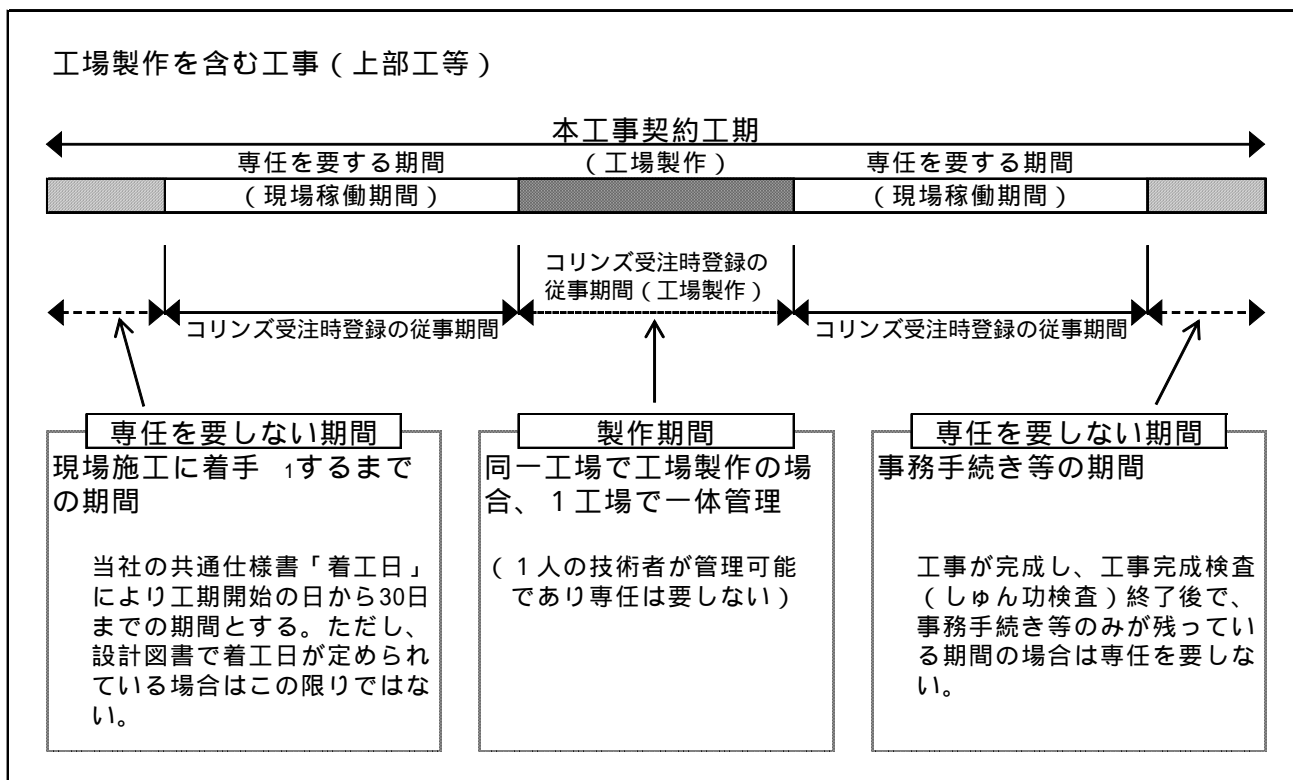 工場製作を含む工事（上部工等）
本工事契約工期
専任を要する期間
（工場製作）
専任を要する期間
（現場稼働期間）
（現場稼働期間）
コリンズ受注時登録の
従事期間（工場製作）
コリンズ受注時登録の従事期間
コリンズ受注時登録の従事期間
専任を要しない期間
現場施工に着手 1するまで
の期間
当社の共通仕様書「着工日」
により工期開始の日から30日
までの期間とする。ただし、
設計図書で着工日が定められ
ている場合はこの限りではな
い。
製作期間
同一工場で工場製作の場
合、１工場で一体管理
（１人の技術者が管理可能
であり専任は要しない）
専任を要しない期間
事務手続き等の期間
工事が完成し、工事完成検査
（しゅん功検査）終了後で、
事務手続き等のみが残ってい
る期間の場合は専任を要しな
い。